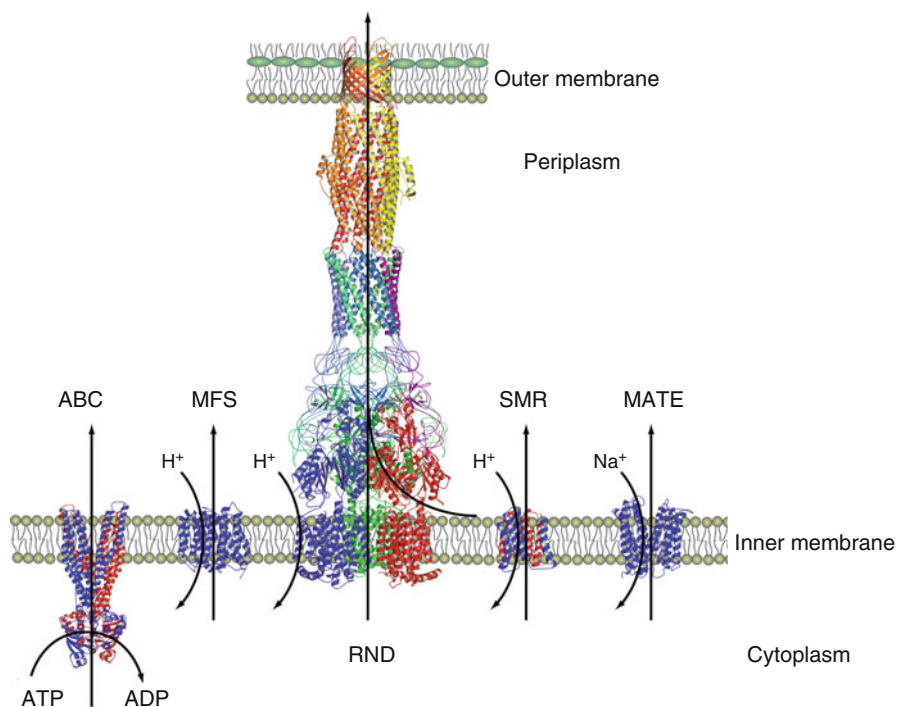 Outer membrane
Periplasm
ABC
MFS
SMR
MATE
H⁺
H⁺
H⁺
Na⁺
Inner membrane
RND
Cytoplasm
ATP
ADP